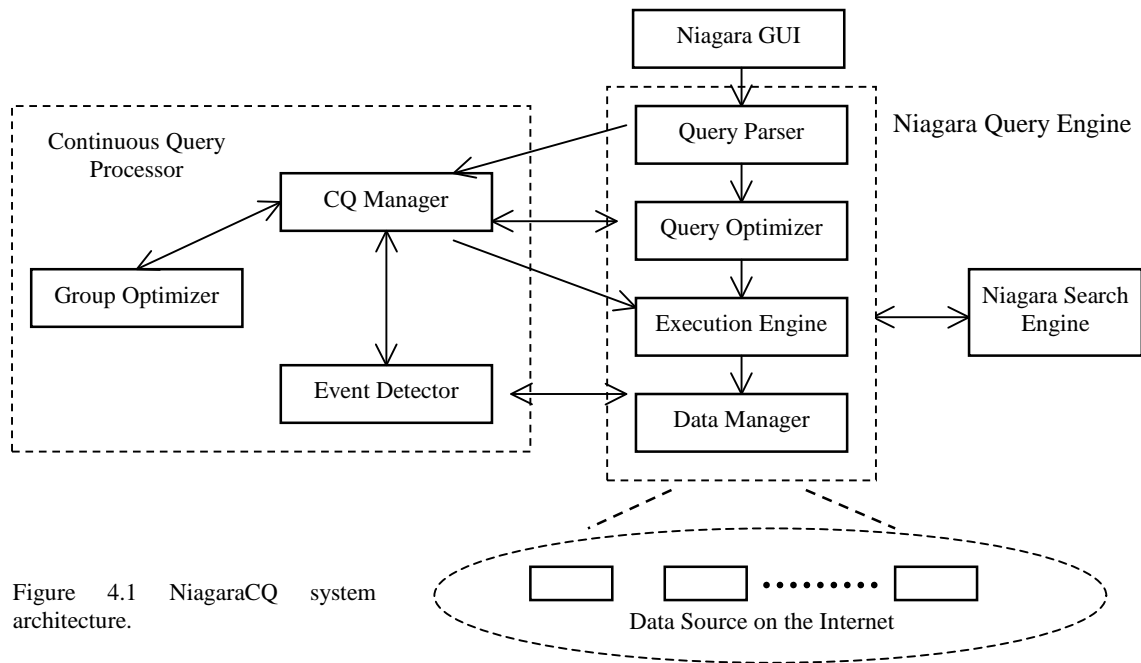 Niagara GUI
Continuous Query
Processor
Query Parser
Niagara Query Engine
CQ Manager
Query Optimizer
Group Optimizer
Execution Engine
Niagara Search
Engine
Event Detector
Data Manager
Figure 4.1 NiagaraCQ system
architecture.
Data Source on the Internet